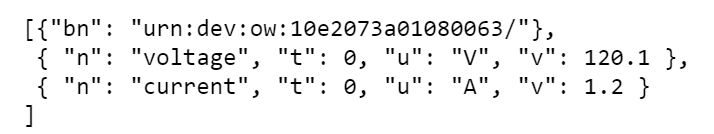 [{"bn": "urn:dev:ow:10e2073a01080063/"},
 { "n": "voltage", "t": 0, "u": "V", "v": 120.1 },
 { "n": "current", "t": 0, "u": "A", "v": 1.2 }
]